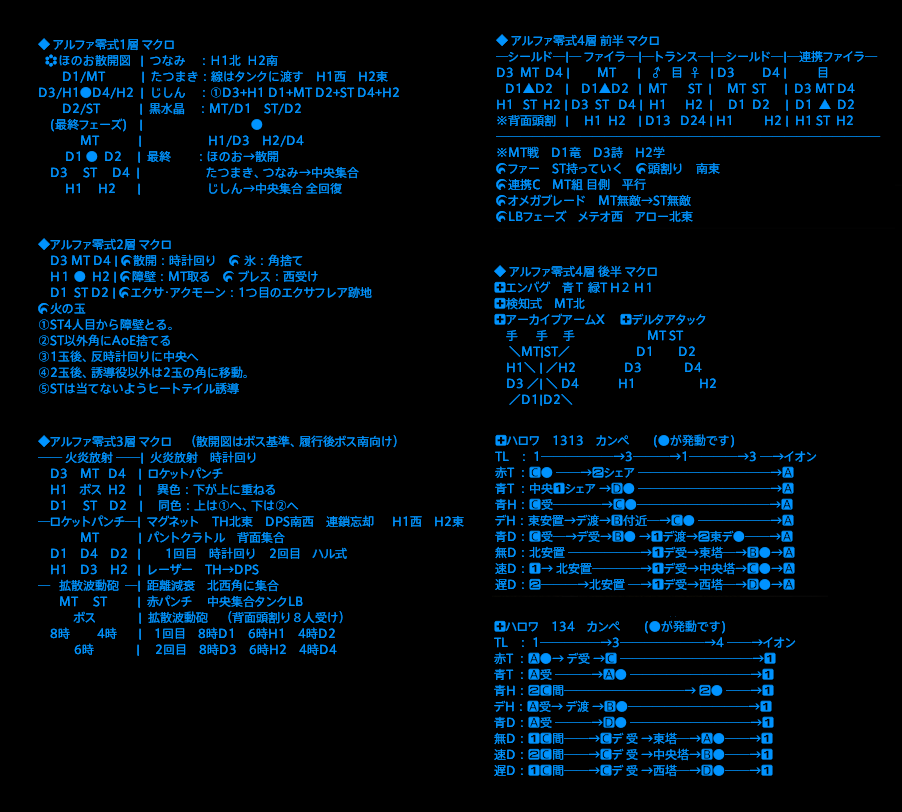 ◆アルファ零式1層 マクロ
✿ほのお散開図 | つなみ ：H1北 H2南
D1/MT | たつまき：線はタンクに渡す H1西 H2東
D3/H1●D4/H2 | じしん ：①D3+H1 D1+MT D2+ST D4+H2
D2/ST | 黒水晶 ：MT/D1 ST/D2
(最終フェーズ) | ●
MT | H1/D3 H2/D4
D1 ● D2 | 最終 ：ほのお→散開
D3 ST D4 | たつまき、つなみ→中央集合
H1 H2 | じしん→中央集合 全回復
◆アルファ零式2層 マクロ
D3 MT D4 | 散開：時計回り 氷：角捨て
H1 ● H2 | 障壁：MT取る ブレス：西受け
D1 ST D2 | エクサ･アクモーン：1つ目のエクサフレア跡地
火の玉
①ST4人目から障壁とる。
②ST以外角にAoE捨てる
③1玉後、反時計回りに中央へ
④2玉後、誘導役以外は2玉の角に移動。
⑤STは当てないようヒートテイル誘導
◆アルファ零式3層 マクロ （散開図はボス基準、履行後ボス南向け）
── 火炎放射 ──| 火炎放射 時計回り
D3 MT D4 | ロケットパンチ
H1 ボス H2 | 異色：下が上に重ねる
D1 ST D2 | 同色：上は①へ、下は②へ
─ロケットパンチ─| マグネット TH北東 DPS南西 連鎖忘却 H1西 H2東
MT | パントクラトル 背面集合
D1 D4 D2 | 1回目 時計回り 2回目 ハル式
H1 D3 H2 | レーザー TH→DPS
─ 拡散波動砲 ─| 距離減衰 北西角に集合
MT ST | 赤パンチ 中央集合タンクLB
ボス | 拡散波動砲 （背面頭割り８人受け）
8時 4時 | 1回目 8時D1 6時H1 4時D2
6時 | 2回目 8時D3 6時H2 4時D4
◆アルファ零式4層 前半 マクロ
─シールド─|─ファイラー─|─トランス─|─シールド─|─連携ファイラ─
D3 MT D4 | MT | ♂ 目 ♀ | D3 D4 | 目
D1▲D2 | D1▲D2 | MT ST | MT ST | D3 MT D4
H1 ST H2 | D3 ST D4 | H1 H2 | D1 D2 | D1 ▲ D2
※背面頭割 | H1 H2 | D13 D24 | H1 H2 | H1 ST H2
※MT戦 D1竜 D3詩 H2学
ファー ST持っていく 頭割り 南東
連携C MT組 目側 平行
オメガブレード MT無敵→ST無敵
LBフェーズ メテオ西 アロー北東
◆アルファ零式4層 後半 マクロ
エンバグ 青Ｔ 緑T H２ H１
検知式 MT北
アーカイブアームX デルタアタック
手 手 手 MT ST
＼MT|ST／ D1 D2
H1＼ | ／H2 D3 D4
D3 ／ | ＼ D4 H1 H2
／D1|D2＼
ハロワ 1313 カンペ (●が発動です)
TL ：1───→3───→1───→3 ─→イオン
赤T：C● ──→2シェア ─────→A
青T：中央1シェア →D● ─────→A
青H：C受───→C● ─────→A
デH：東安置→デ渡→B付近─→C● ───→A
青D：C受─→デ受─→B● →1デ渡→2東デ●─→A
無D：北安置 ────→1デ受→東塔─→B●→A
速D：1→ 北安置───→1デ受→中央塔→C●→A
遅D：2───→北安置 ─→1デ受→西塔─→D●→A
ハロワ 134 カンペ (●が発動です)
TL ：1───→3────→4 ──→イオン
赤T：A●→ デ受 →C ─────→1
青T：A受 ──→A● ─────→1
青H：2C間─────→ 2● ──→1
デH：A受→ デ渡 →B●─────→1
青D：A受 ──→D● ─────→1
無D：1C間──→Cデ 受 →東塔─→A●──→1
速D：2C間──→Cデ 受 →中央塔→B●──→1
遅D：1C間──→Cデ 受 →西塔─→D●──→1